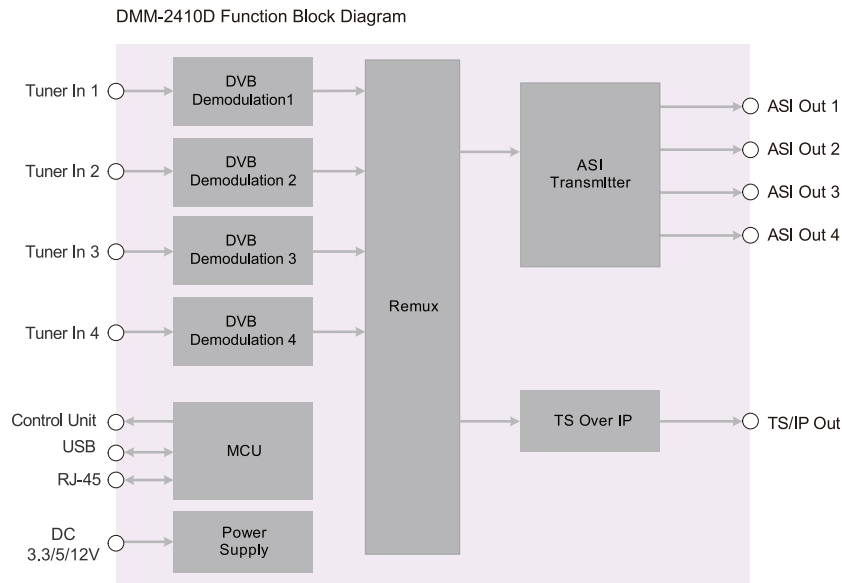 DMM-2410D Function Block Diagram
Tuner In 1
DVB
Demodulation1
Tuner In 2
DVB
Demodulation 2
Tuner In 3
DVB
Demodulation 3
Tuner In 4
DVB
Demodulation 4
Control Unit
USB
RJ-45
MCU
DC
3.3/5/12V
Power
Supply
Remux
ASI
Transmitter
ASI Out 1
ASI Out 2
ASI Out 3
ASI Out 4
TS Over IP
TS/IP Out